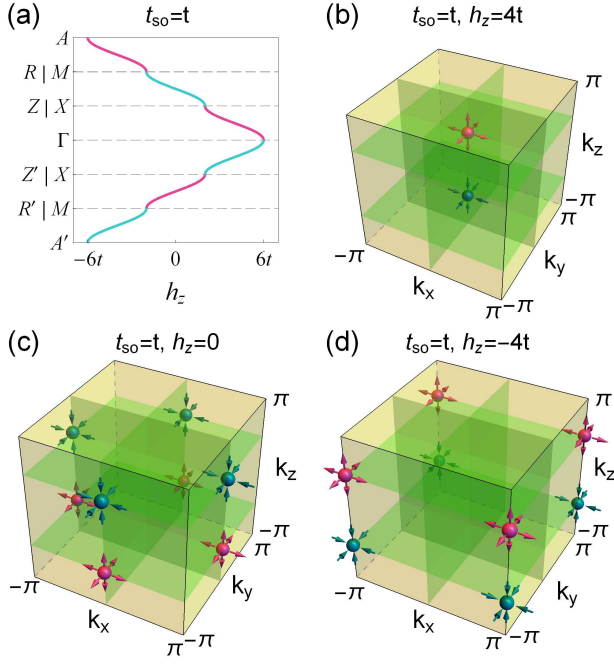 (a)
t_so=t
A
R | M
Z | X
Γ
Z′ | X
R′ | M
A′
−6t 0 6t
h_z
(b)
t_so=t, h_z=4t
π
k_z
−π
π
k_y
−π
k_x
π −π
(c)
t_so=t, h_z=0
π
k_z
−π
π
k_y
−π
k_x
π −π
(d)
t_so=t, h_z=−4t
π
k_z
−π
π
k_y
−π
k_x
π −π